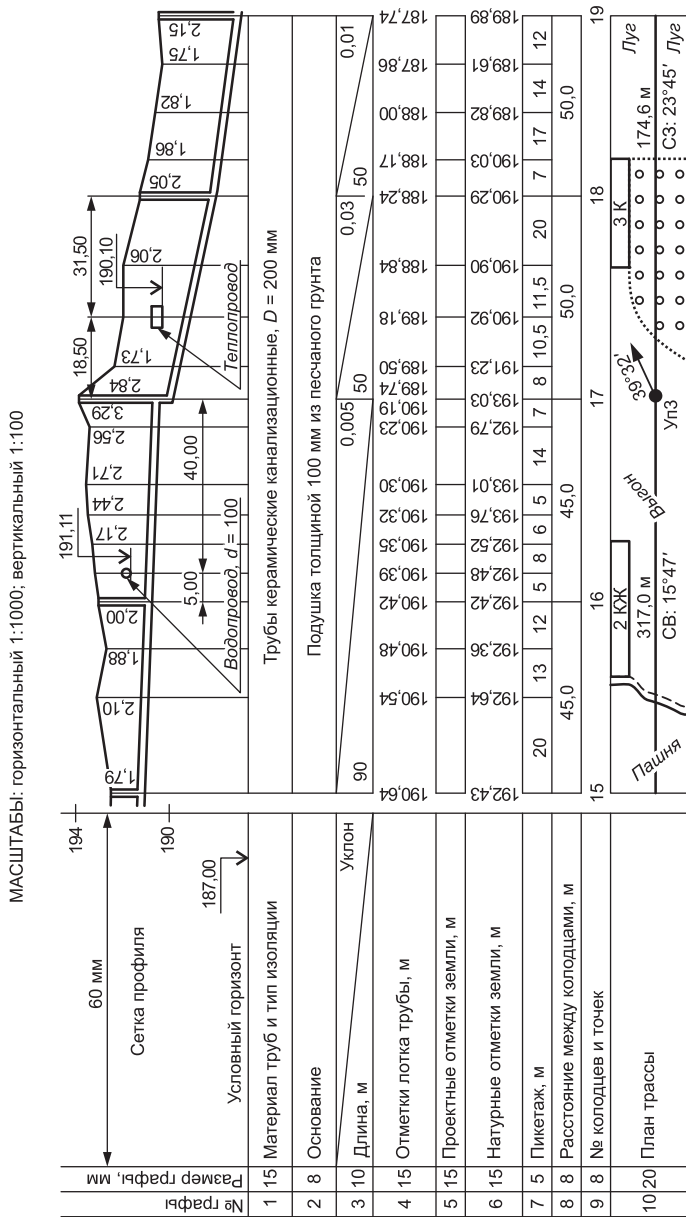 МАСШТАБЫ: горизонтальный 1:1000; вертикальный 1:100
60 мм
Сетка профиля
194
190
Условный горизонт
187,00
1,79
2,10
1,88
2,00
2,17
2,44
2,71
2,56
3,29
2,84
1,73
2,06
2,05
1,86
1,82
1,75
2,15
191,11
5,00
40,00
Водопровод, d = 100
18,50
31,50
190,10
Теплопровод
№ графы
Размер графы, мм
1 15 Материал труб и тип изоляции
Трубы керамические канализационные, D = 200 мм
2 8 Основание
Подушка толщиной 100 мм из песчаного грунта
3 10 Длина, м Уклон
90 0,005 50 0,03 50 0,01
4 15 Отметки лотка трубы, м
190,64 190,54 190,48 190,42 190,39 190,35 190,32 190,30 190,23 190,19 189,74 189,50 189,18 188,84 188,24 188,17 188,00 187,86 187,74
5 15 Проектные отметки земли, м
6 15 Натурные отметки земли, м
192,43 192,64 192,36 192,42 192,48 192,52 193,76 193,01 192,79 193,03 191,23 190,92 190,90 190,29 190,03 189,82 189,61 189,89
7 5 Пикетаж, м
20 13 12 5 8 6 5 14 7 8 10,5 11,5 20 7 17 14 12
8 8 Расстояние между колодцами, м
45,0 45,0 50,0 50,0
9 8 № колодцев и точек
15 16 17 18 19
10 20 План трассы
Пашня
2 КЖ
317,0 м
СВ: 15°47′
Выгон
Уп3
39°32′
3 К
174,6 м
СЗ: 23°45′
Луг
Луг